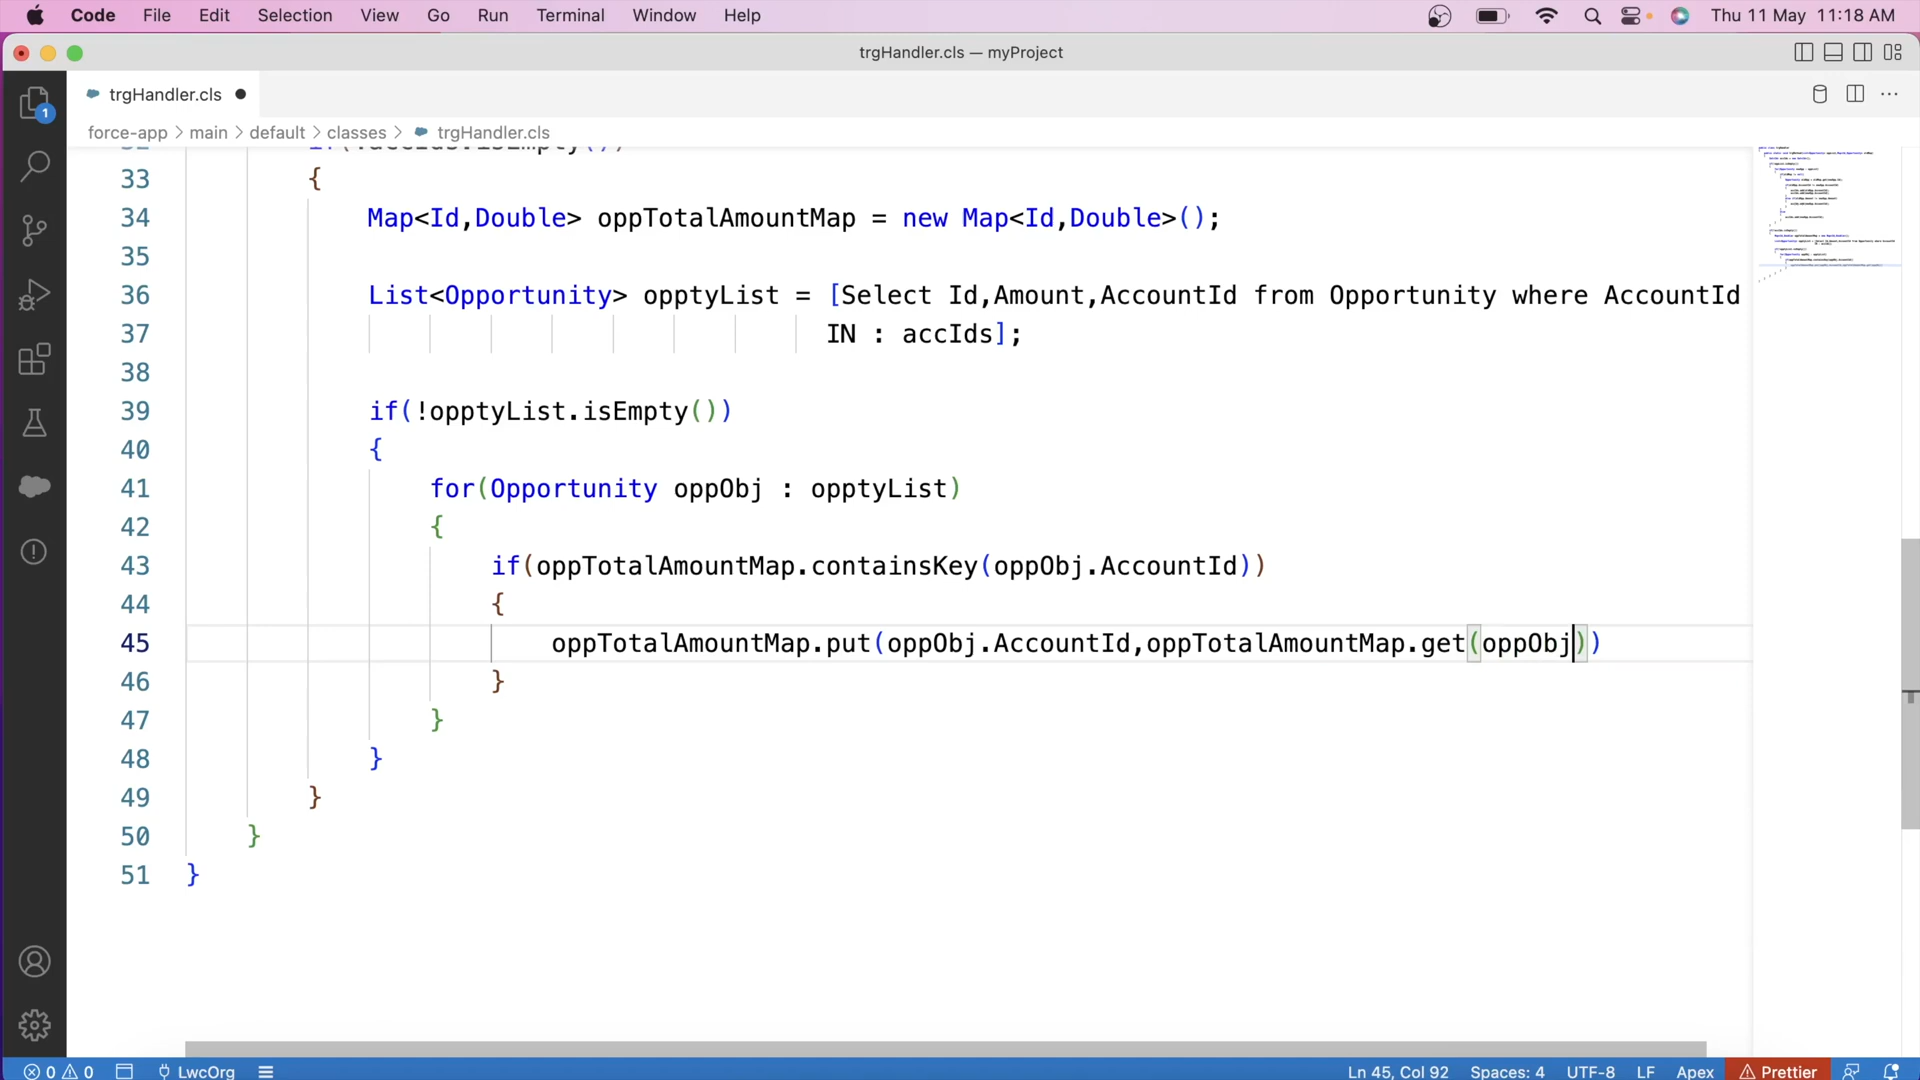 Code File Edit Selection View Go Run Terminal Window Help Thu 11 May 11:18 AM
trgHandler.cls — myProject
trgHandler.cls
1
force-app > main > default > classes > trgHandler.cls
33 {
34 Map<Id,Double> oppTotalAmountMap = new Map<Id,Double>();
35
36 List<Opportunity> opptyList = [Select Id,Amount,AccountId from Opportunity where AccountId
37 IN : accIds];
38
39 if(!opptyList.isEmpty())
40 {
41 for(Opportunity oppObj : opptyList)
42 {
43 if(oppTotalAmountMap.containsKey(oppObj.AccountId))
44 {
45 oppTotalAmountMap.put(oppObj.AccountId,oppTotalAmountMap.get(oppObj))
46 }
47 }
48 }
49 }
50 }
51 }
0 0 LwcOrg Ln 45, Col 92 Spaces: 4 UTF-8 LF Apex Prettier